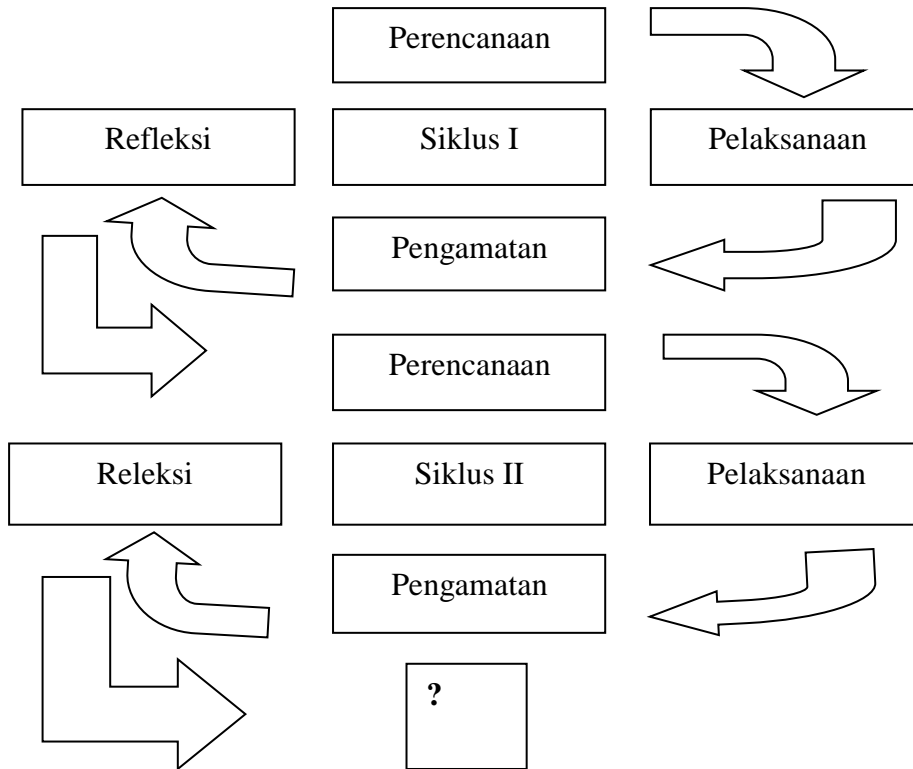 Perencanaan
Refleksi
Siklus I
Pelaksanaan
Pengamatan
Perencanaan
Releksi
Siklus II
Pelaksanaan
Pengamatan
?